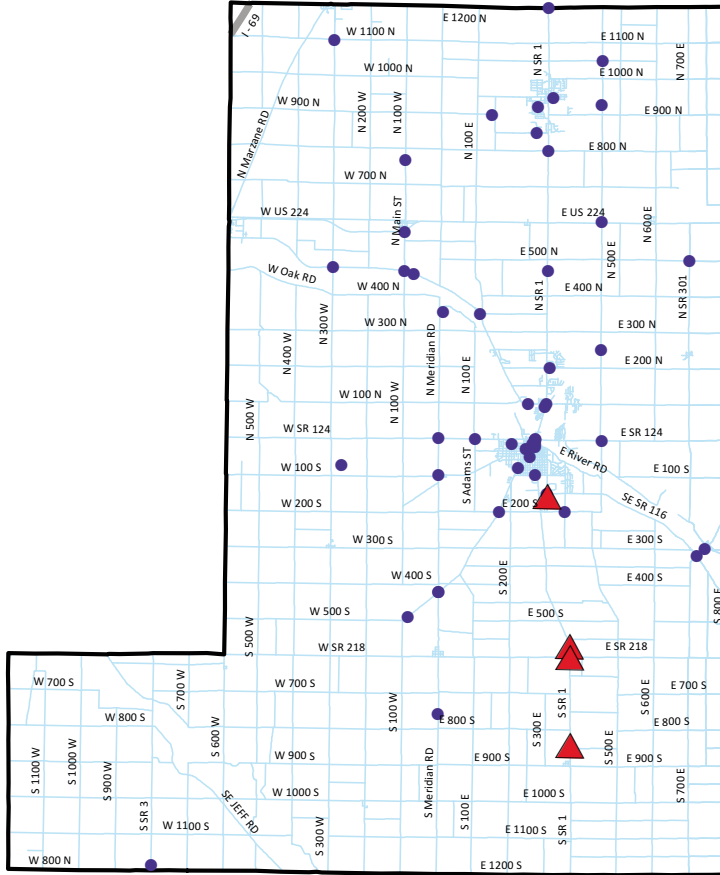 E 1200 N
I - 69
W 1100 N
E 1100 N
N SR 1
N 700 E
W 1000 N
E 1000 N
W 900 N
N 200 W
N 100 W
E 900 N
N Marzane RD
N 100 E
E 800 N
W 700 N
W US 224
N Main ST
E US 224
N 600 E
E 500 N
N 500 E
W Oak RD
W 400 N
N SR 1
E 400 N
N SR 301
N 300 W
W 300 N
E 300 N
N 400 W
N Meridian RD
N 100 E
E 200 N
W 100 N
N 100 W
N 500 W
W SR 124
E SR 124
W 100 S
S Adams ST
E River RD
E 100 S
W 200 S
E 200 S
SE SR 116
W 300 S
E 300 S
W 400 S
S 200 E
E 400 S
S 800 E
W 500 S
E 500 S
S 500 W
W SR 218
E SR 218
W 700 S
S 700 W
W 700 S
S SR 1
S 600 E
E 700 S
W 800 S
S 100 W
E 800 S
E 800 S
S 600 W
S 300 E
S 500 E
W 900 S
E 900 S
E 900 S
S 1100 W
S 1000 W
S 900 W
S Meridian RD
S 700 E
W 1000 S
E 1000 S
SE JEFF RD
S SR 3
W 1100 S
S 300 W
S 100 E
E 1100 S
S SR 1
W 800 N
E 1200 S